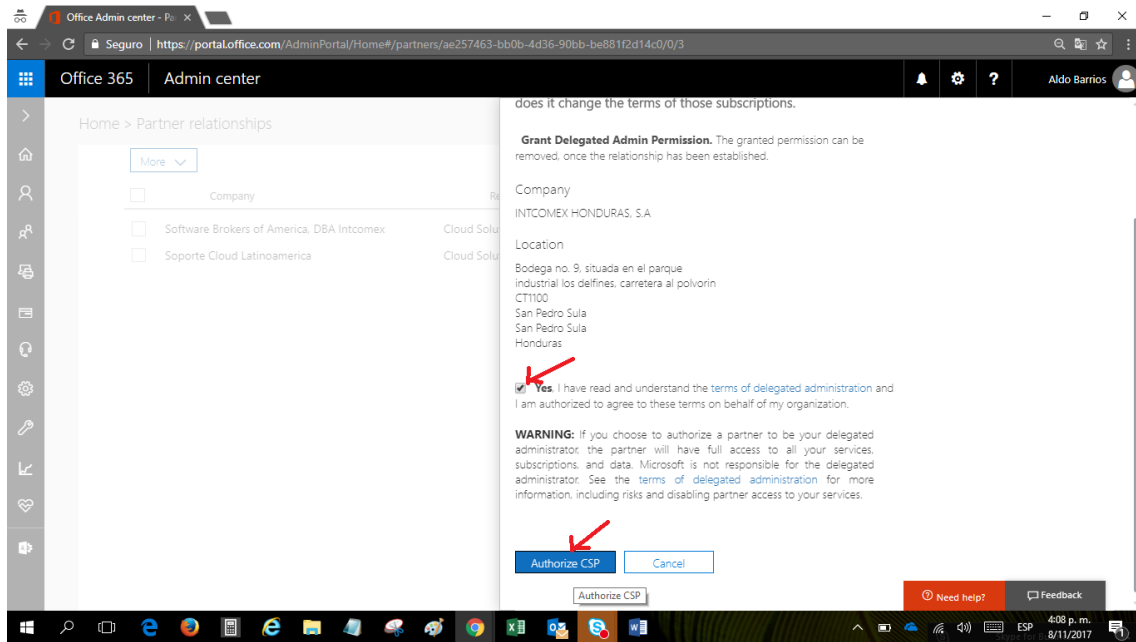 Office Admin center - Pa
Seguro
https://portal.office.com/AdminPortal/Home#/partners/ae257463-bb0b-4d36-90bb-be881f2d14c0/0/3
Office 365
Admin center
?
Aldo Barrios
Home > Partner relationships
More
Company
Re
Software Brokers of America, DBA Intcomex
Cloud Solu
Soporte Cloud Latinoamerica
Cloud Solu
does it change the terms of those subscriptions.
Grant Delegated Admin Permission. The granted permission can be
removed, once the relationship has been established.
Company
INTCOMEX HONDURAS, S.A
Location
Bodega no. 9, situada en el parque
industrial los delfines, carretera al polvorin
CT1100
San Pedro Sula
San Pedro Sula
Honduras
Yes, I have read and understand the terms of delegated administration and
I am authorized to agree to these terms on behalf of my organization.
WARNING: If you choose to authorize a partner to be your delegated
administrator, the partner will have full access to all your services,
subscriptions, and data. Microsoft is not responsible for the delegated
administrator. See the terms of delegated administration for more
information, including risks and disabling partner access to your services.
Authorize CSP
Cancel
Authorize CSP
Need help?
Feedback
ESP
4:08 p. m.
8/11/2017